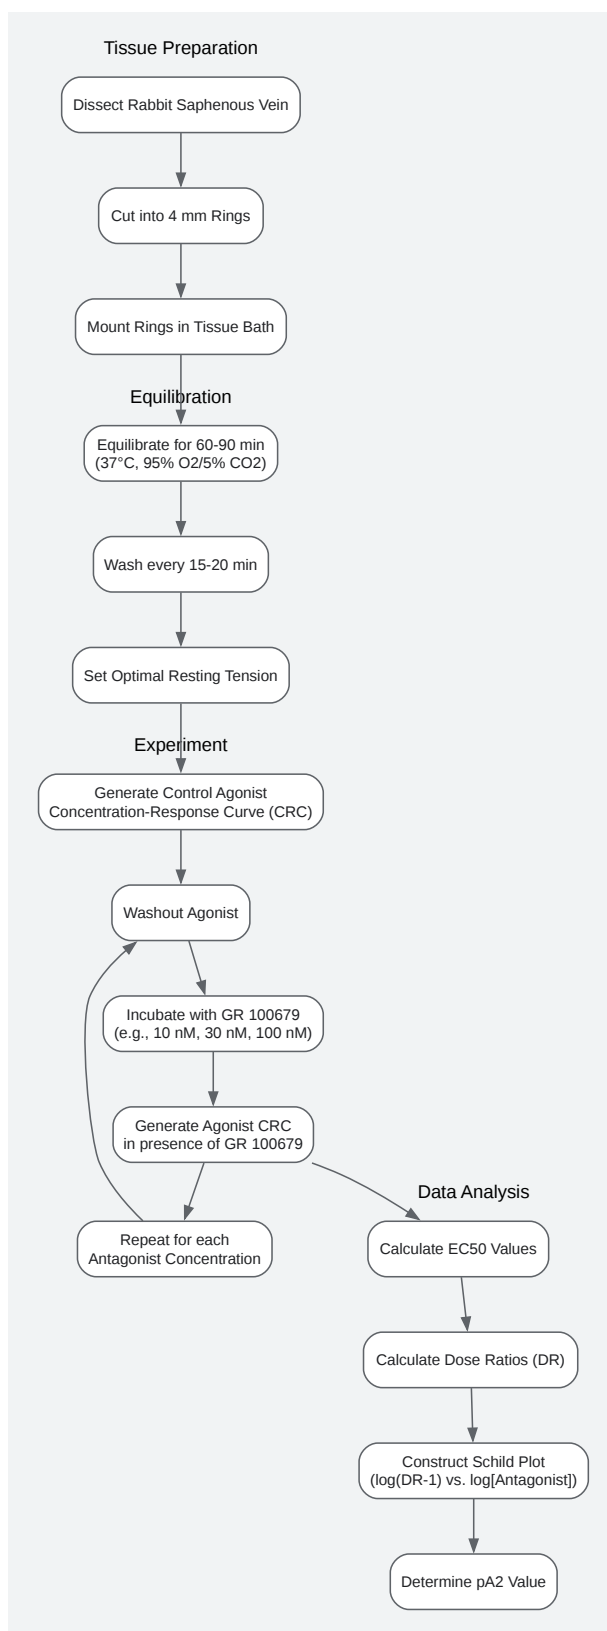 Tissue Preparation
Dissect Rabbit Saphenous Vein
Cut into 4 mm Rings
Mount Rings in Tissue Bath
Equilibration
Equilibrate for 60-90 min
(37°C, 95% O2/5% CO2)
Wash every 15-20 min
Set Optimal Resting Tension
Experiment
Generate Control Agonist
Concentration-Response Curve (CRC)
Washout Agonist
Incubate with GR 100679
(e.g., 10 nM, 30 nM, 100 nM)
Generate Agonist CRC
in presence of GR 100679
Repeat for each
Antagonist Concentration
Data Analysis
Calculate EC50 Values
Calculate Dose Ratios (DR)
Construct Schild Plot
(log(DR-1) vs. log[Antagonist])
Determine pA2 Value